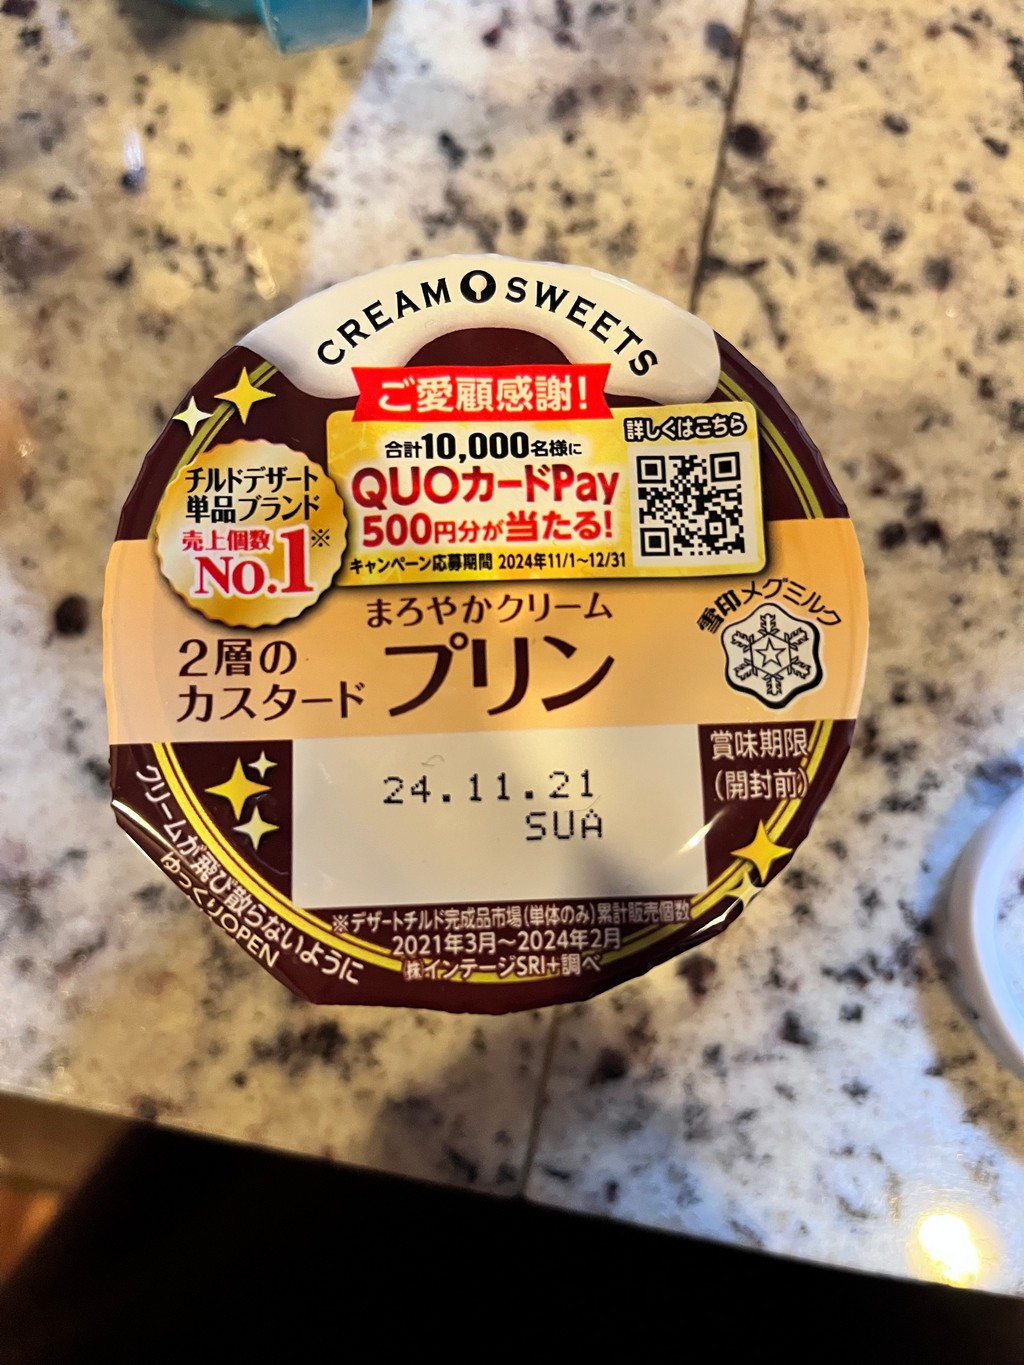 CREAM SWEETS
ご愛顧感謝!
詳しくはこちら
合計10,000名様に
QUOカードPay
500円分が当たる!
キャンペーン応募期間 2024年11/1~12/31
チルドデザート
単品ブランド
売上個数※
No.1
まろやかクリーム
プリン
2層の
カスタード
雪印メグミルク
賞味期限
(開封前)
24.11.21
SUA
クリームが飛び散らないように
ゆっくりOPEN
※デザートチルド完成品市場(単体のみ)累計販売個数
2021年3月~2024年2月
㈱インテージSRI+調べ